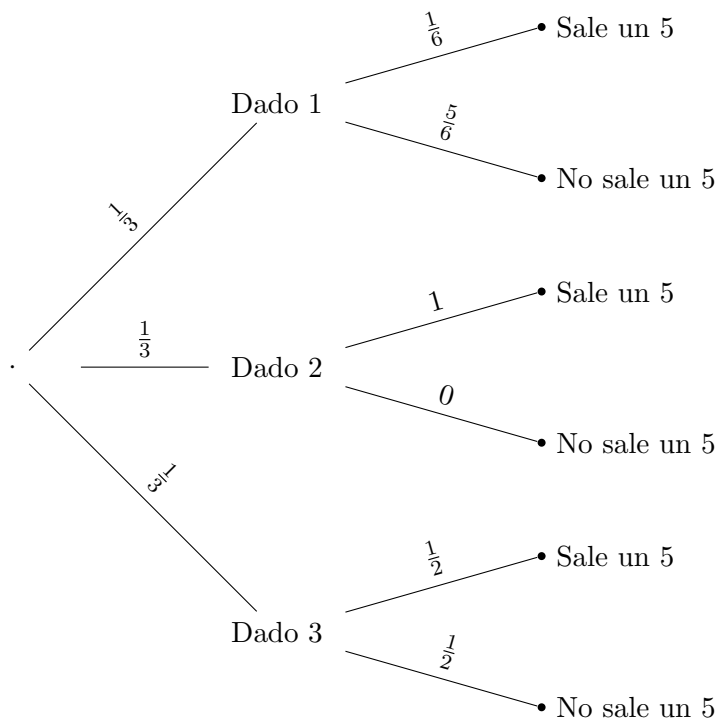 1/6
Sale un 5
Dado 1
5/6
No sale un 5
1/3
Sale un 5
1
1/3
Dado 2
0
No sale un 5
1/3
Sale un 5
1/2
Dado 3
1/2
No sale un 5